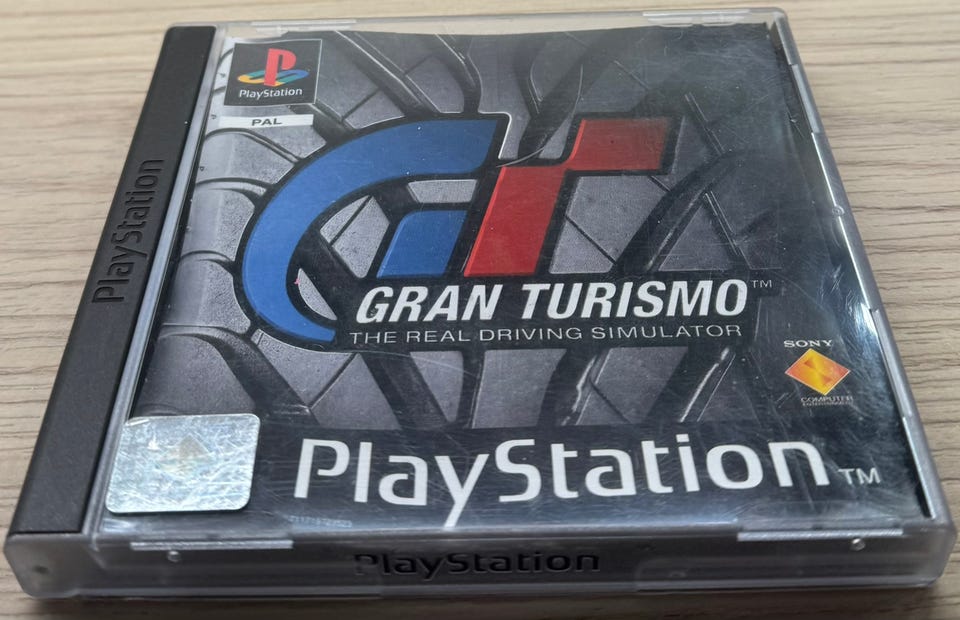 PlayStation
PAL
GT
GRAN TURISMO™
THE REAL DRIVING SIMULATOR
SONY
COMPUTER
ENTERTAINMENT
PlayStation™
PlayStation
PlayStation